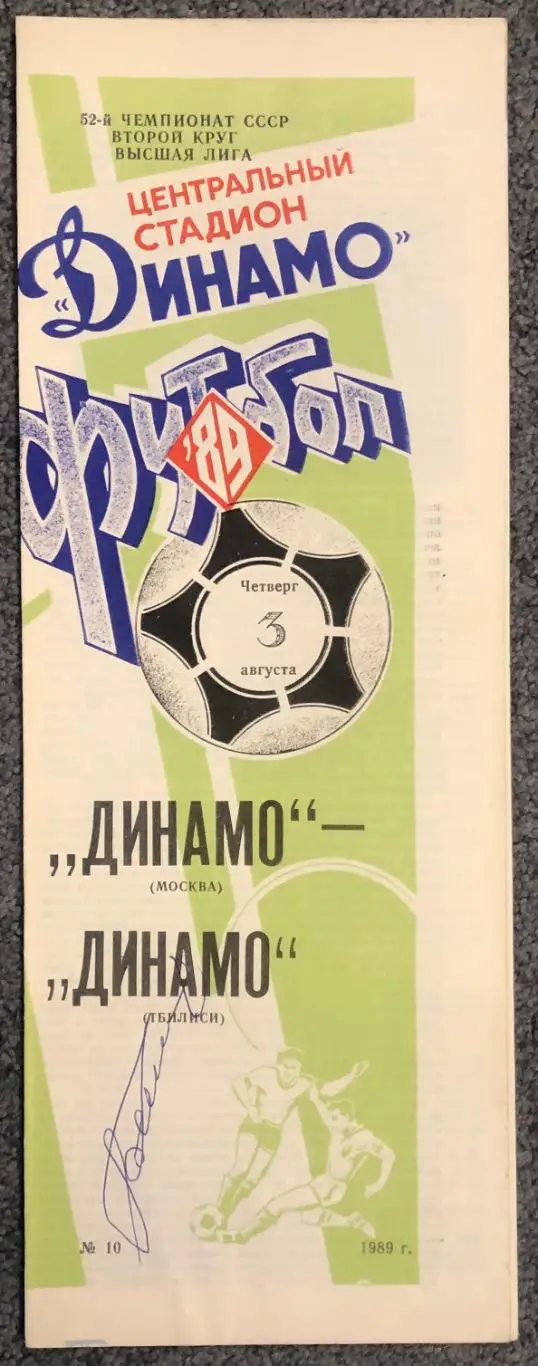 52-й ЧЕМПИОНАТ СССР
ВТОРОЙ КРУГ
ВЫСШАЯ ЛИГА
ЦЕНТРАЛЬНЫЙ
СТАДИОН
„ДИНАМО”
футбол
'89
Четверг
3
августа
„ДИНАМО“—
(МОСКВА)
„ДИНАМО“
(ТБИЛИСИ)
№ 10
1989 г.